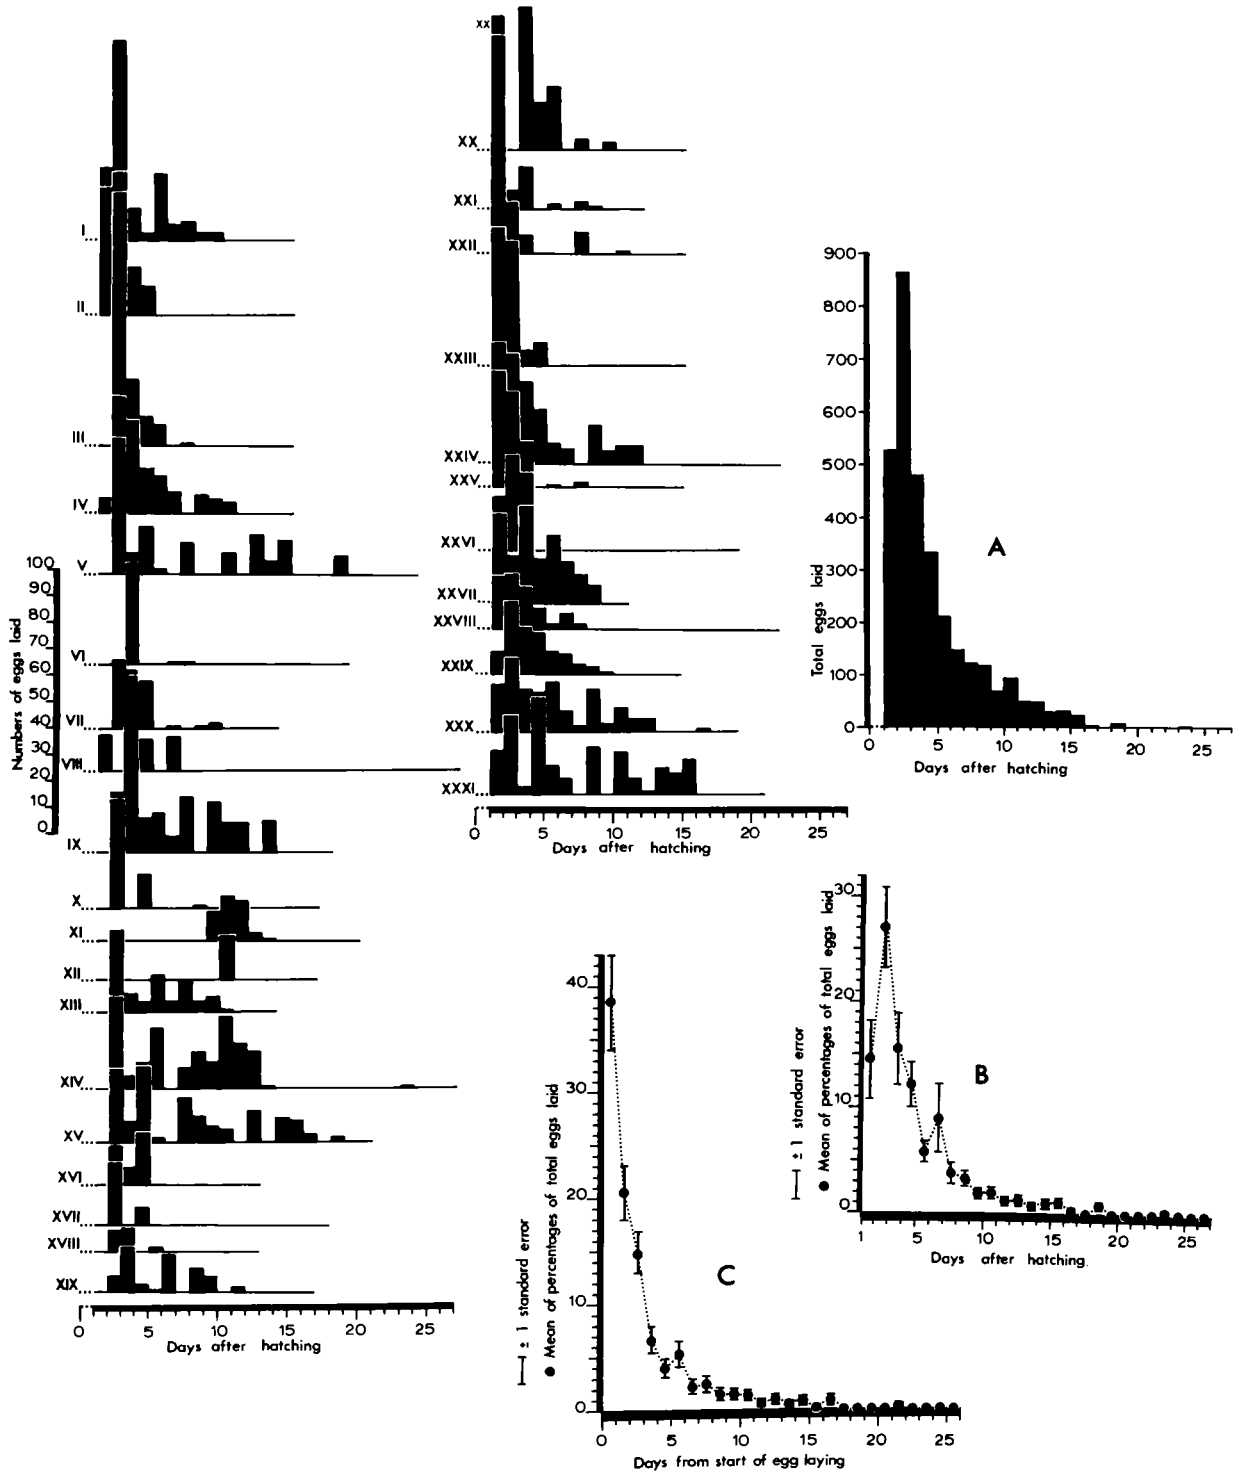 I...
II...
III...
IV...
V...
VI...
VII...
VIII...
IX...
X...
XI...
XII...
XIII...
XIV...
XV...
XVI...
XVII...
XVIII...
XIX...
100
90
80
70
60
50
40
30
20
10
0
Numbers of eggs laid
0 5 10 15 20 25
Days after hatching
XX
XX...
XXI...
XXII...
XXIII...
XXIV...
XXV...
XXVI...
XXVII...
XXVIII...
XXIX...
XXX...
XXXI...
0 5 10 15 20 25
Days after hatching
900
800
700
600
500
400
300
200
100
0
Total eggs laid
A
0 5 10 15 20 25
Days after hatching
30
20
10
0
± 1 standard error
● Mean of percentages of total eggs laid
B
1 5 10 15 20 25
Days after hatching.
40
30
20
10
0
± 1 standard error
● Mean of percentages of total eggs laid
C
0 5 10 15 20 25
Days from start of egg laying